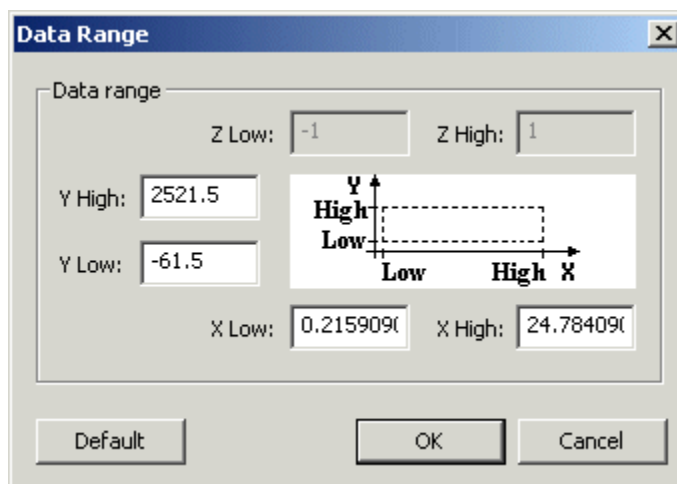 Data Range
Data range
Z Low: -1 Z High: 1
Y High: 2521.5
Y Low: -61.5
Y
High
Low
Low High X
X Low: 0.215909( X High: 24.78409(
Default OK Cancel